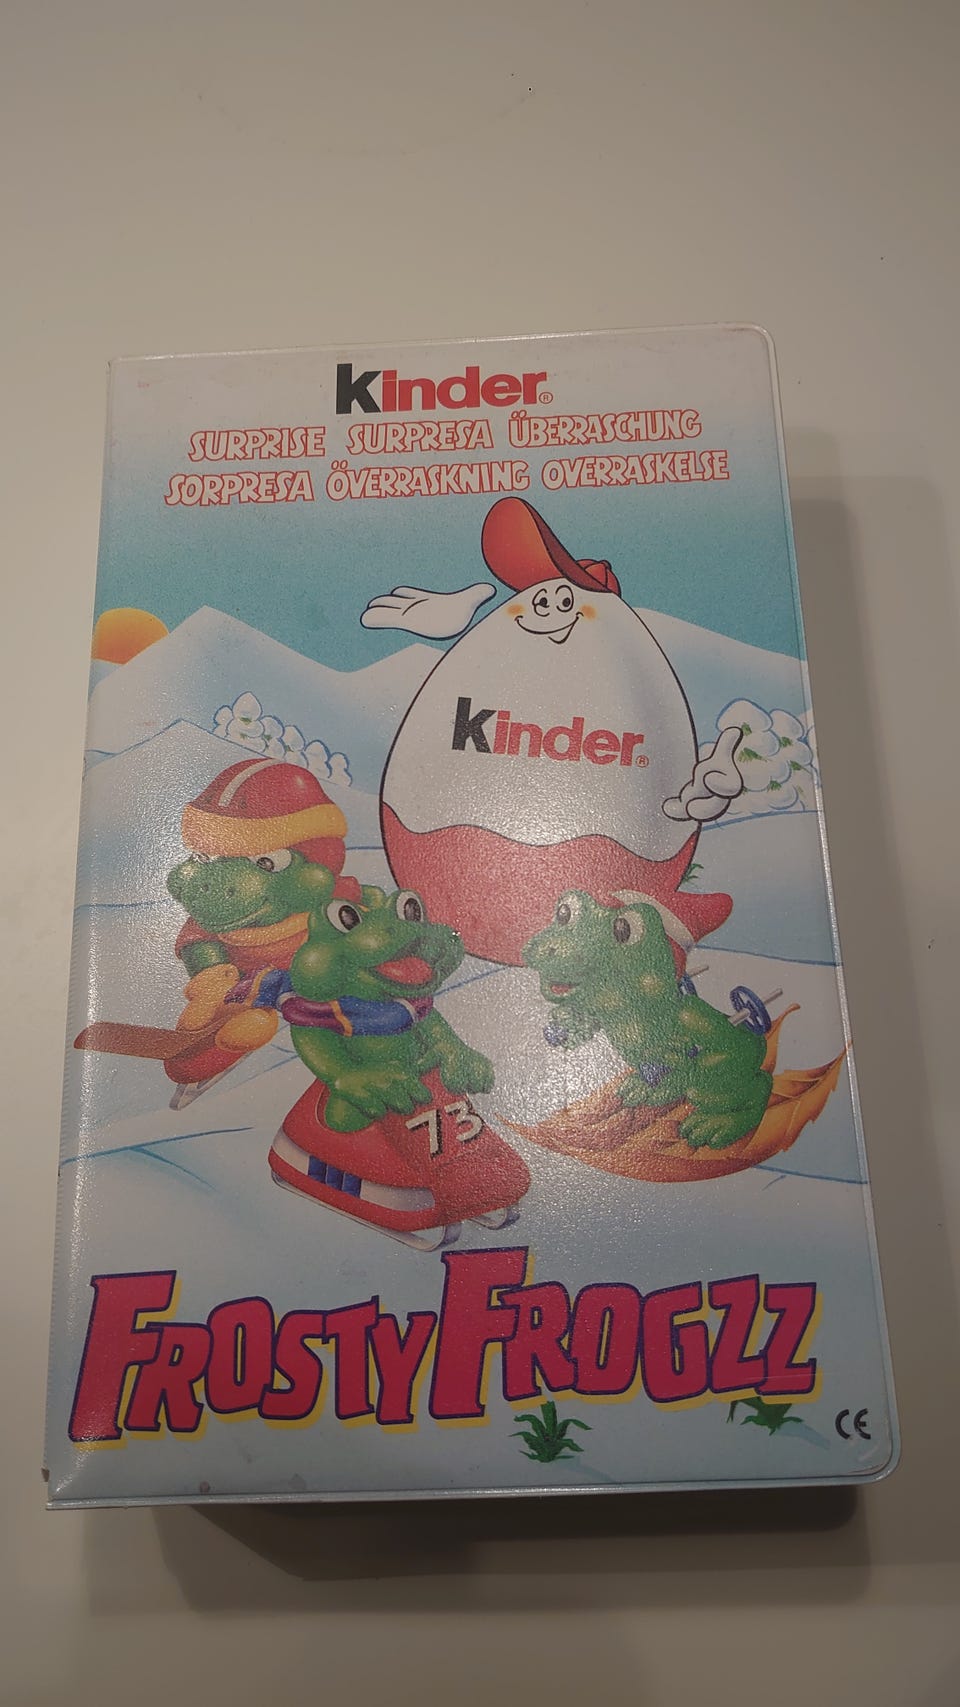 Kinder®
SURPRISE SURPRESA ÜBERRASCHUNG
SORPRESA ÖVERRASKNING OVERRASKELSE
Kinder®
73
FROSTY FROGZZ
CE